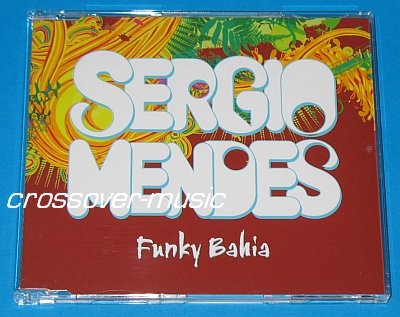 SERGIO
MENDES
crossover-music
Funky Bahia